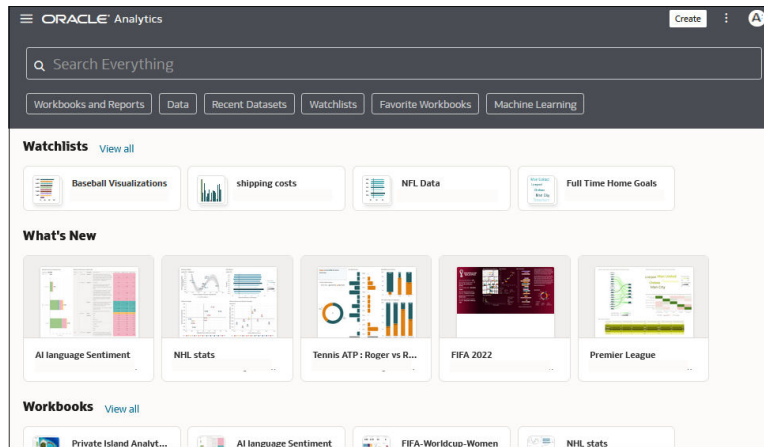 ORACLE Analytics
Create
A
Search Everything
Workbooks and Reports Data Recent Datasets Watchlists Favorite Workbooks Machine Learning
Watchlists View all
Baseball Visualizations shipping costs NFL Data Full Time Home Goals
What's New
AI language Sentiment NHL stats Tennis ATP : Roger vs R... FIFA 2022 Premier League
Workbooks View all
Private Island Analyt... AI language Sentiment FIFA-Worldcup-Women NHL stats